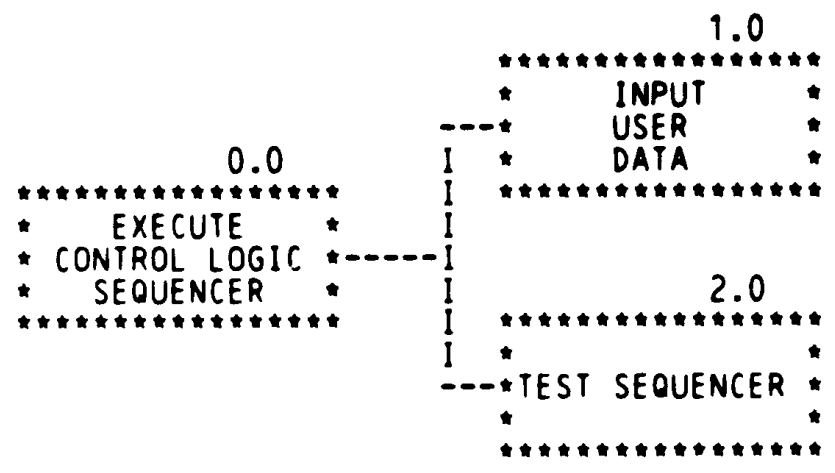 1.0
INPUT
USER
DATA
0.0
EXECUTE
CONTROL LOGIC
SEQUENCER
2.0
TEST SEQUENCER